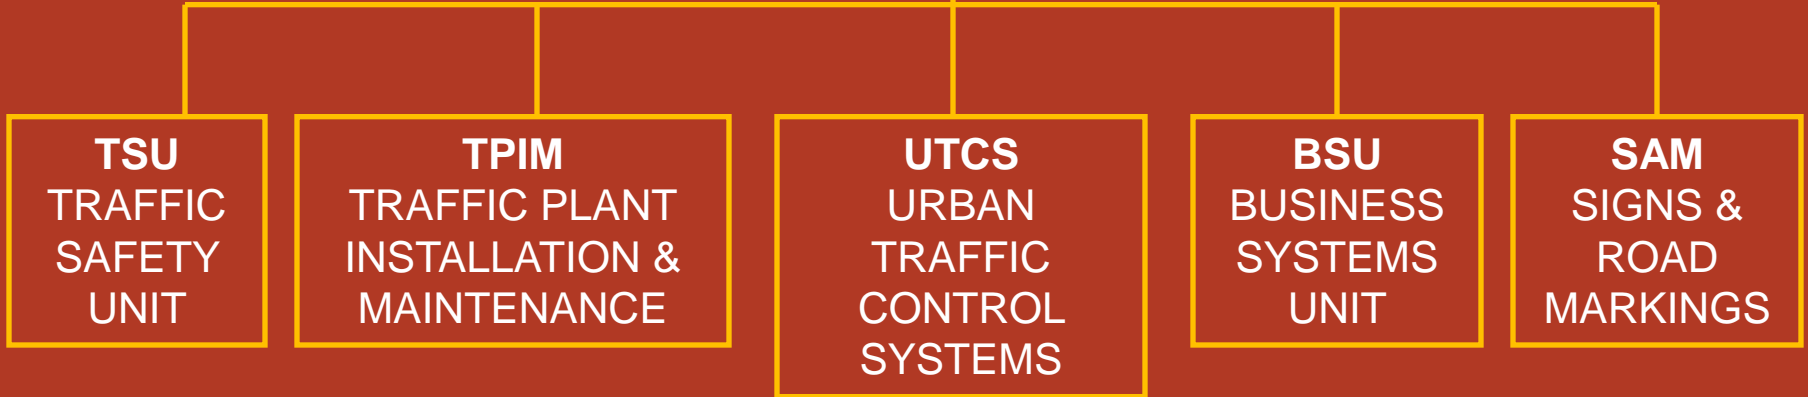 TSU
TRAFFIC
SAFETY
UNIT
TPIM
TRAFFIC PLANT
INSTALLATION &
MAINTENANCE
UTCS
URBAN
TRAFFIC
CONTROL
SYSTEMS
BSU
BUSINESS
SYSTEMS
UNIT
SAM
SIGNS &
ROAD
MARKINGS